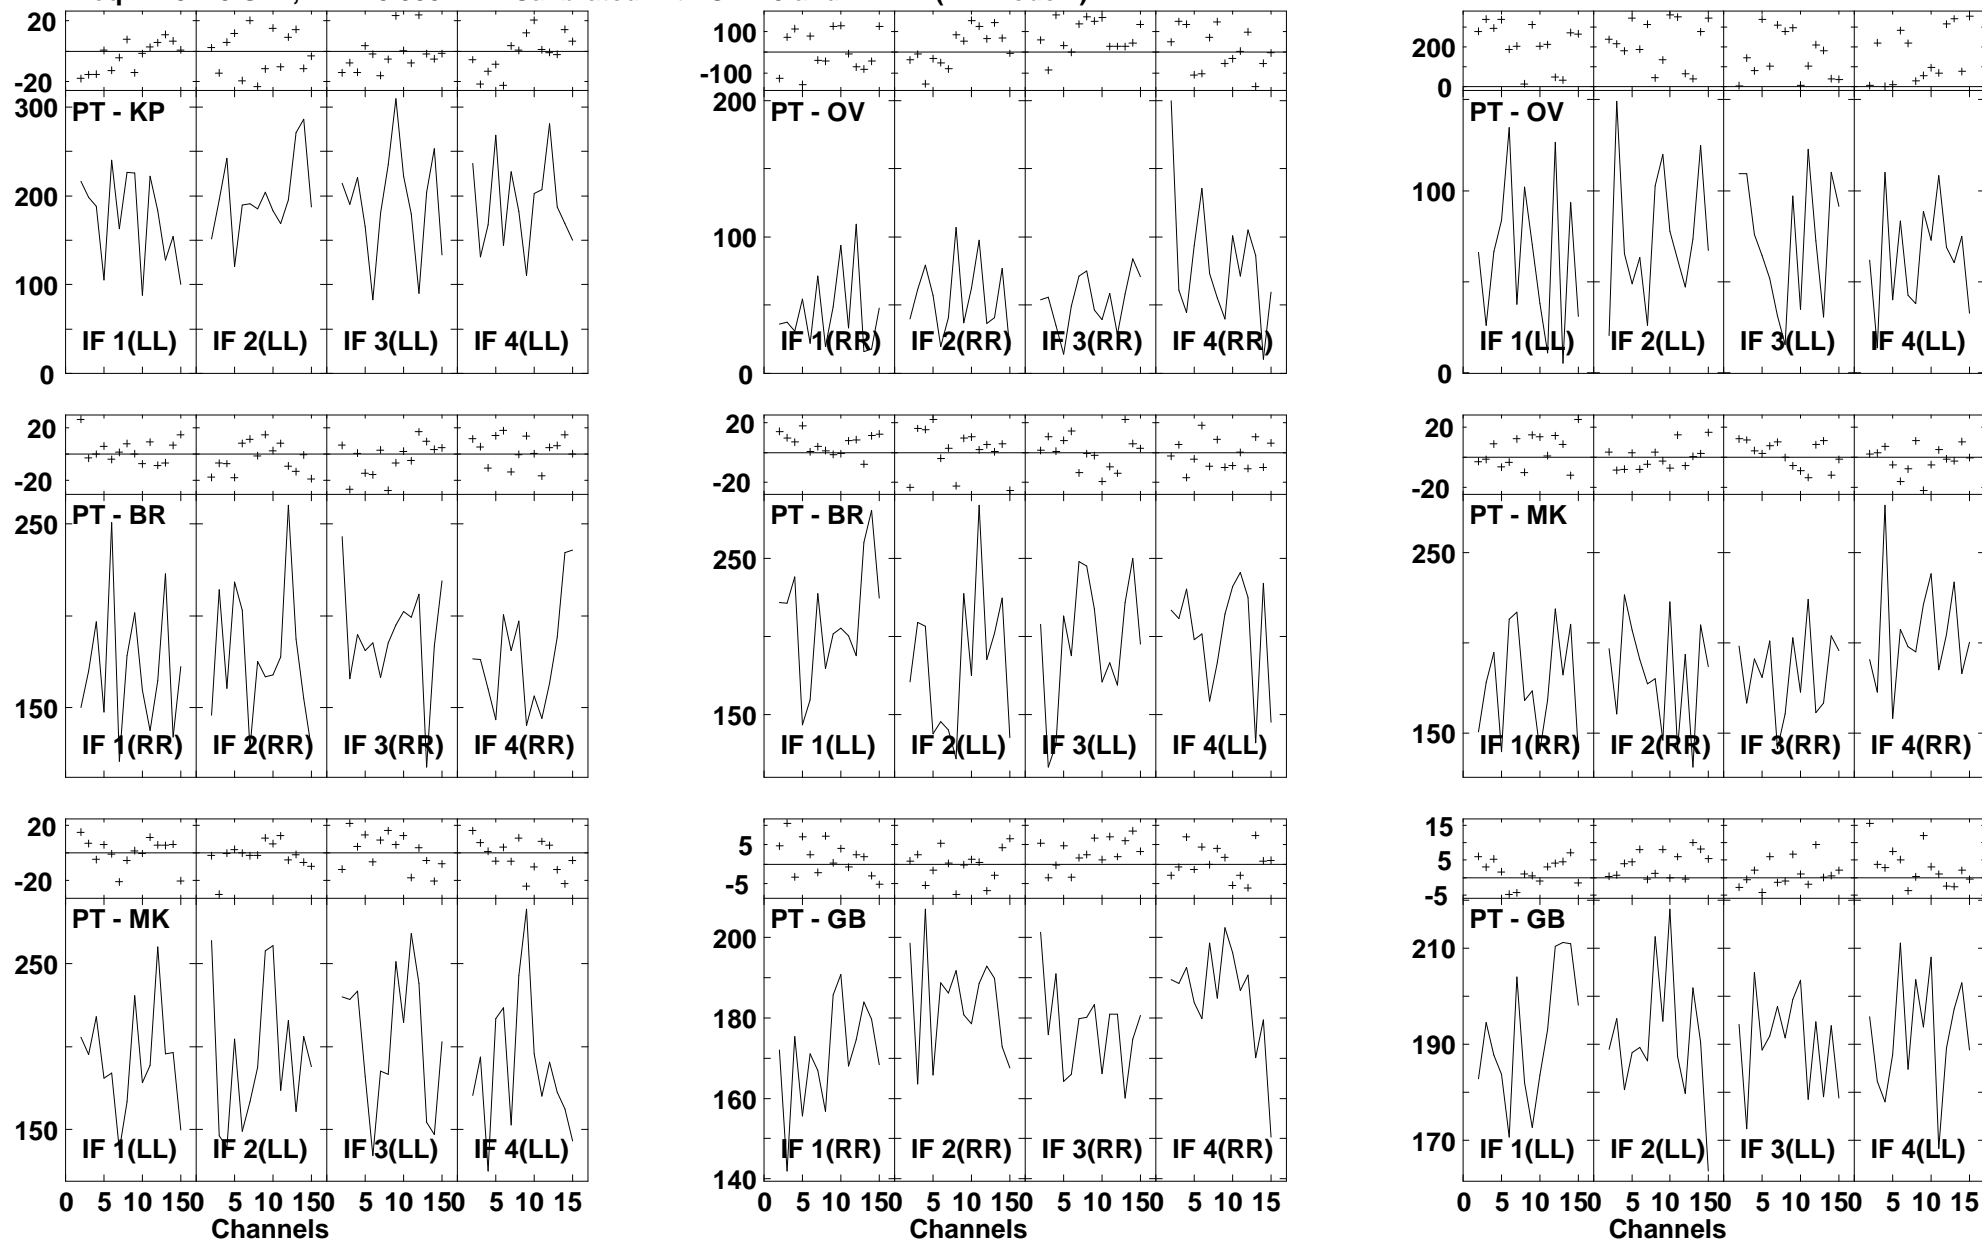 20
-20
300
200
100
0
PT - KP
IF 1(LL)
IF 2(LL)
IF 3(LL)
IF 4(LL)
100
-100
200
100
0
PT - OV
IF 1(RR)
IF 2(RR)
IF 3(RR)
IF 4(RR)
200
0
100
0
PT - OV
IF 1(LL)
IF 2(LL)
IF 3(LL)
IF 4(LL)
20
-20
250
150
PT - BR
IF 1(RR)
IF 2(RR)
IF 3(RR)
IF 4(RR)
20
-20
250
150
PT - BR
IF 1(LL)
IF 2(LL)
IF 3(LL)
IF 4(LL)
20
-20
250
150
PT - MK
IF 1(RR)
IF 2(RR)
IF 3(RR)
IF 4(RR)
20
-20
250
150
PT - MK
IF 1(LL)
IF 2(LL)
IF 3(LL)
IF 4(LL)
0 5 10 150 5 10 150 5 10 150 5 10 15
Channels
5
-5
200
180
160
140
PT - GB
IF 1(RR)
IF 2(RR)
IF 3(RR)
IF 4(RR)
0 5 10 150 5 10 150 5 10 150 5 10 15
Channels
15
5
-5
210
190
170
PT - GB
IF 1(LL)
IF 2(LL)
IF 3(LL)
IF 4(LL)
0 5 10 150 5 10 150 5 10 150 5 10 15
Channels